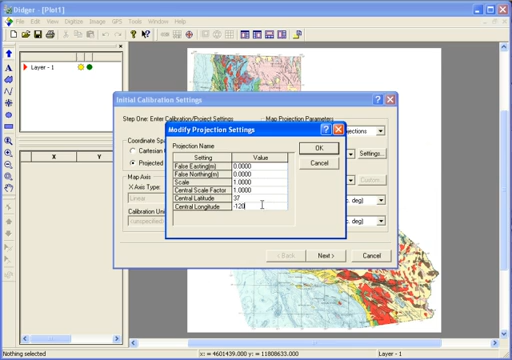 Didger - [Plot1]
File Edit View Digitize Image GPS Tools Window Help
Layer - 1
X Y
Initial Calibration Settings
Step One: Enter Calibration/Project Settings
Map Projection Parameters
Coordinate
Cartesian
Projected
Settings...
Custom...
Map Axis
X Axis Type:
Linear
Calibration
c. deg)
c. deg)
< Back Next > Cancel
Modify Projection Settings
Projection Name
Setting Value
False Easting(m) 0.0000
False Northing(m) 0.0000
Scale 1.0000
Central Scale Factor 1.0000
Central Latitude 37
Central Longitude -120
OK
Cancel
Nothing selected
x: = 4601439.000 y: = 11808633.000
Layer - 1